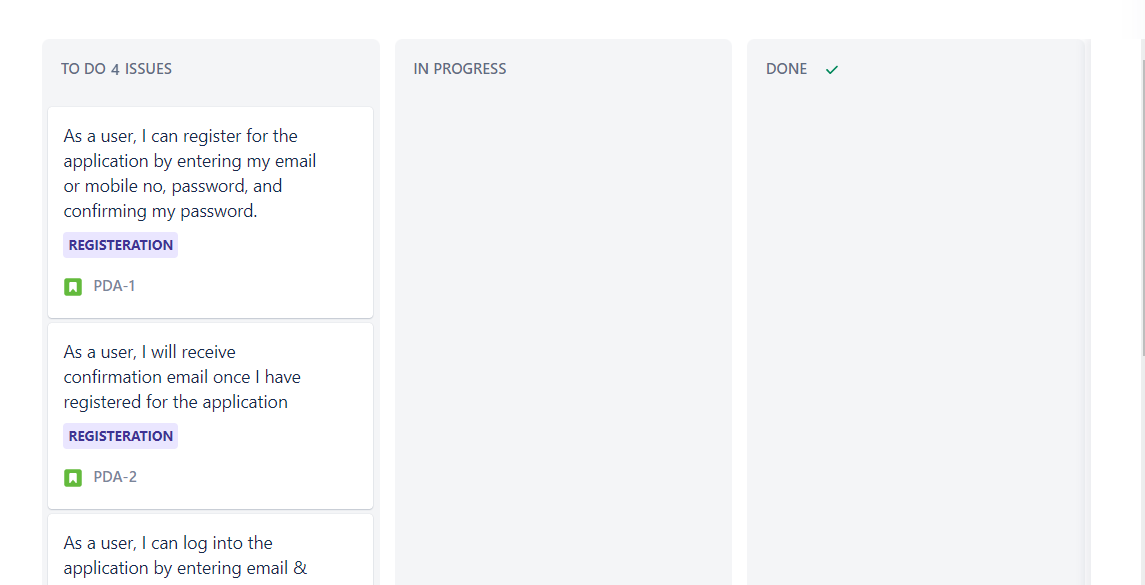 TO DO 4 ISSUES
IN PROGRESS
DONE
As a user, I can register for the
application by entering my email
or mobile no, password, and
confirming my password.
REGISTERATION
PDA-1
As a user, I will receive
confirmation email once I have
registered for the application
REGISTERATION
PDA-2
As a user, I can log into the
application by entering email &